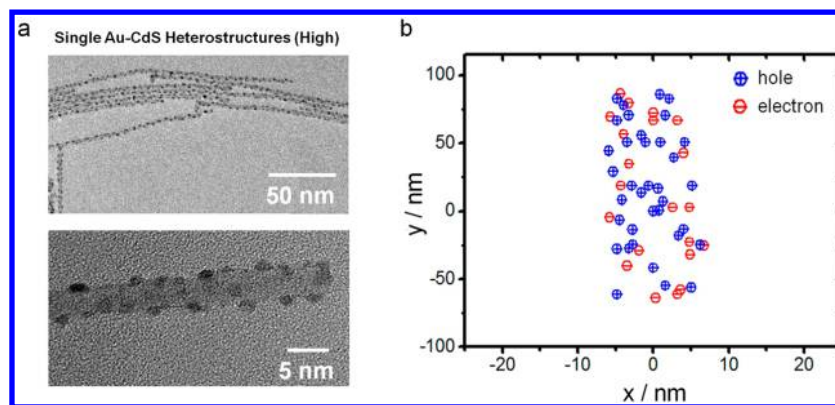 a
Single Au-CdS Heterostructures (High)
50 nm
5 nm
b
y / nm
100
50
0
-50
-100
hole
electron
-20
-10
0
10
20
x / nm